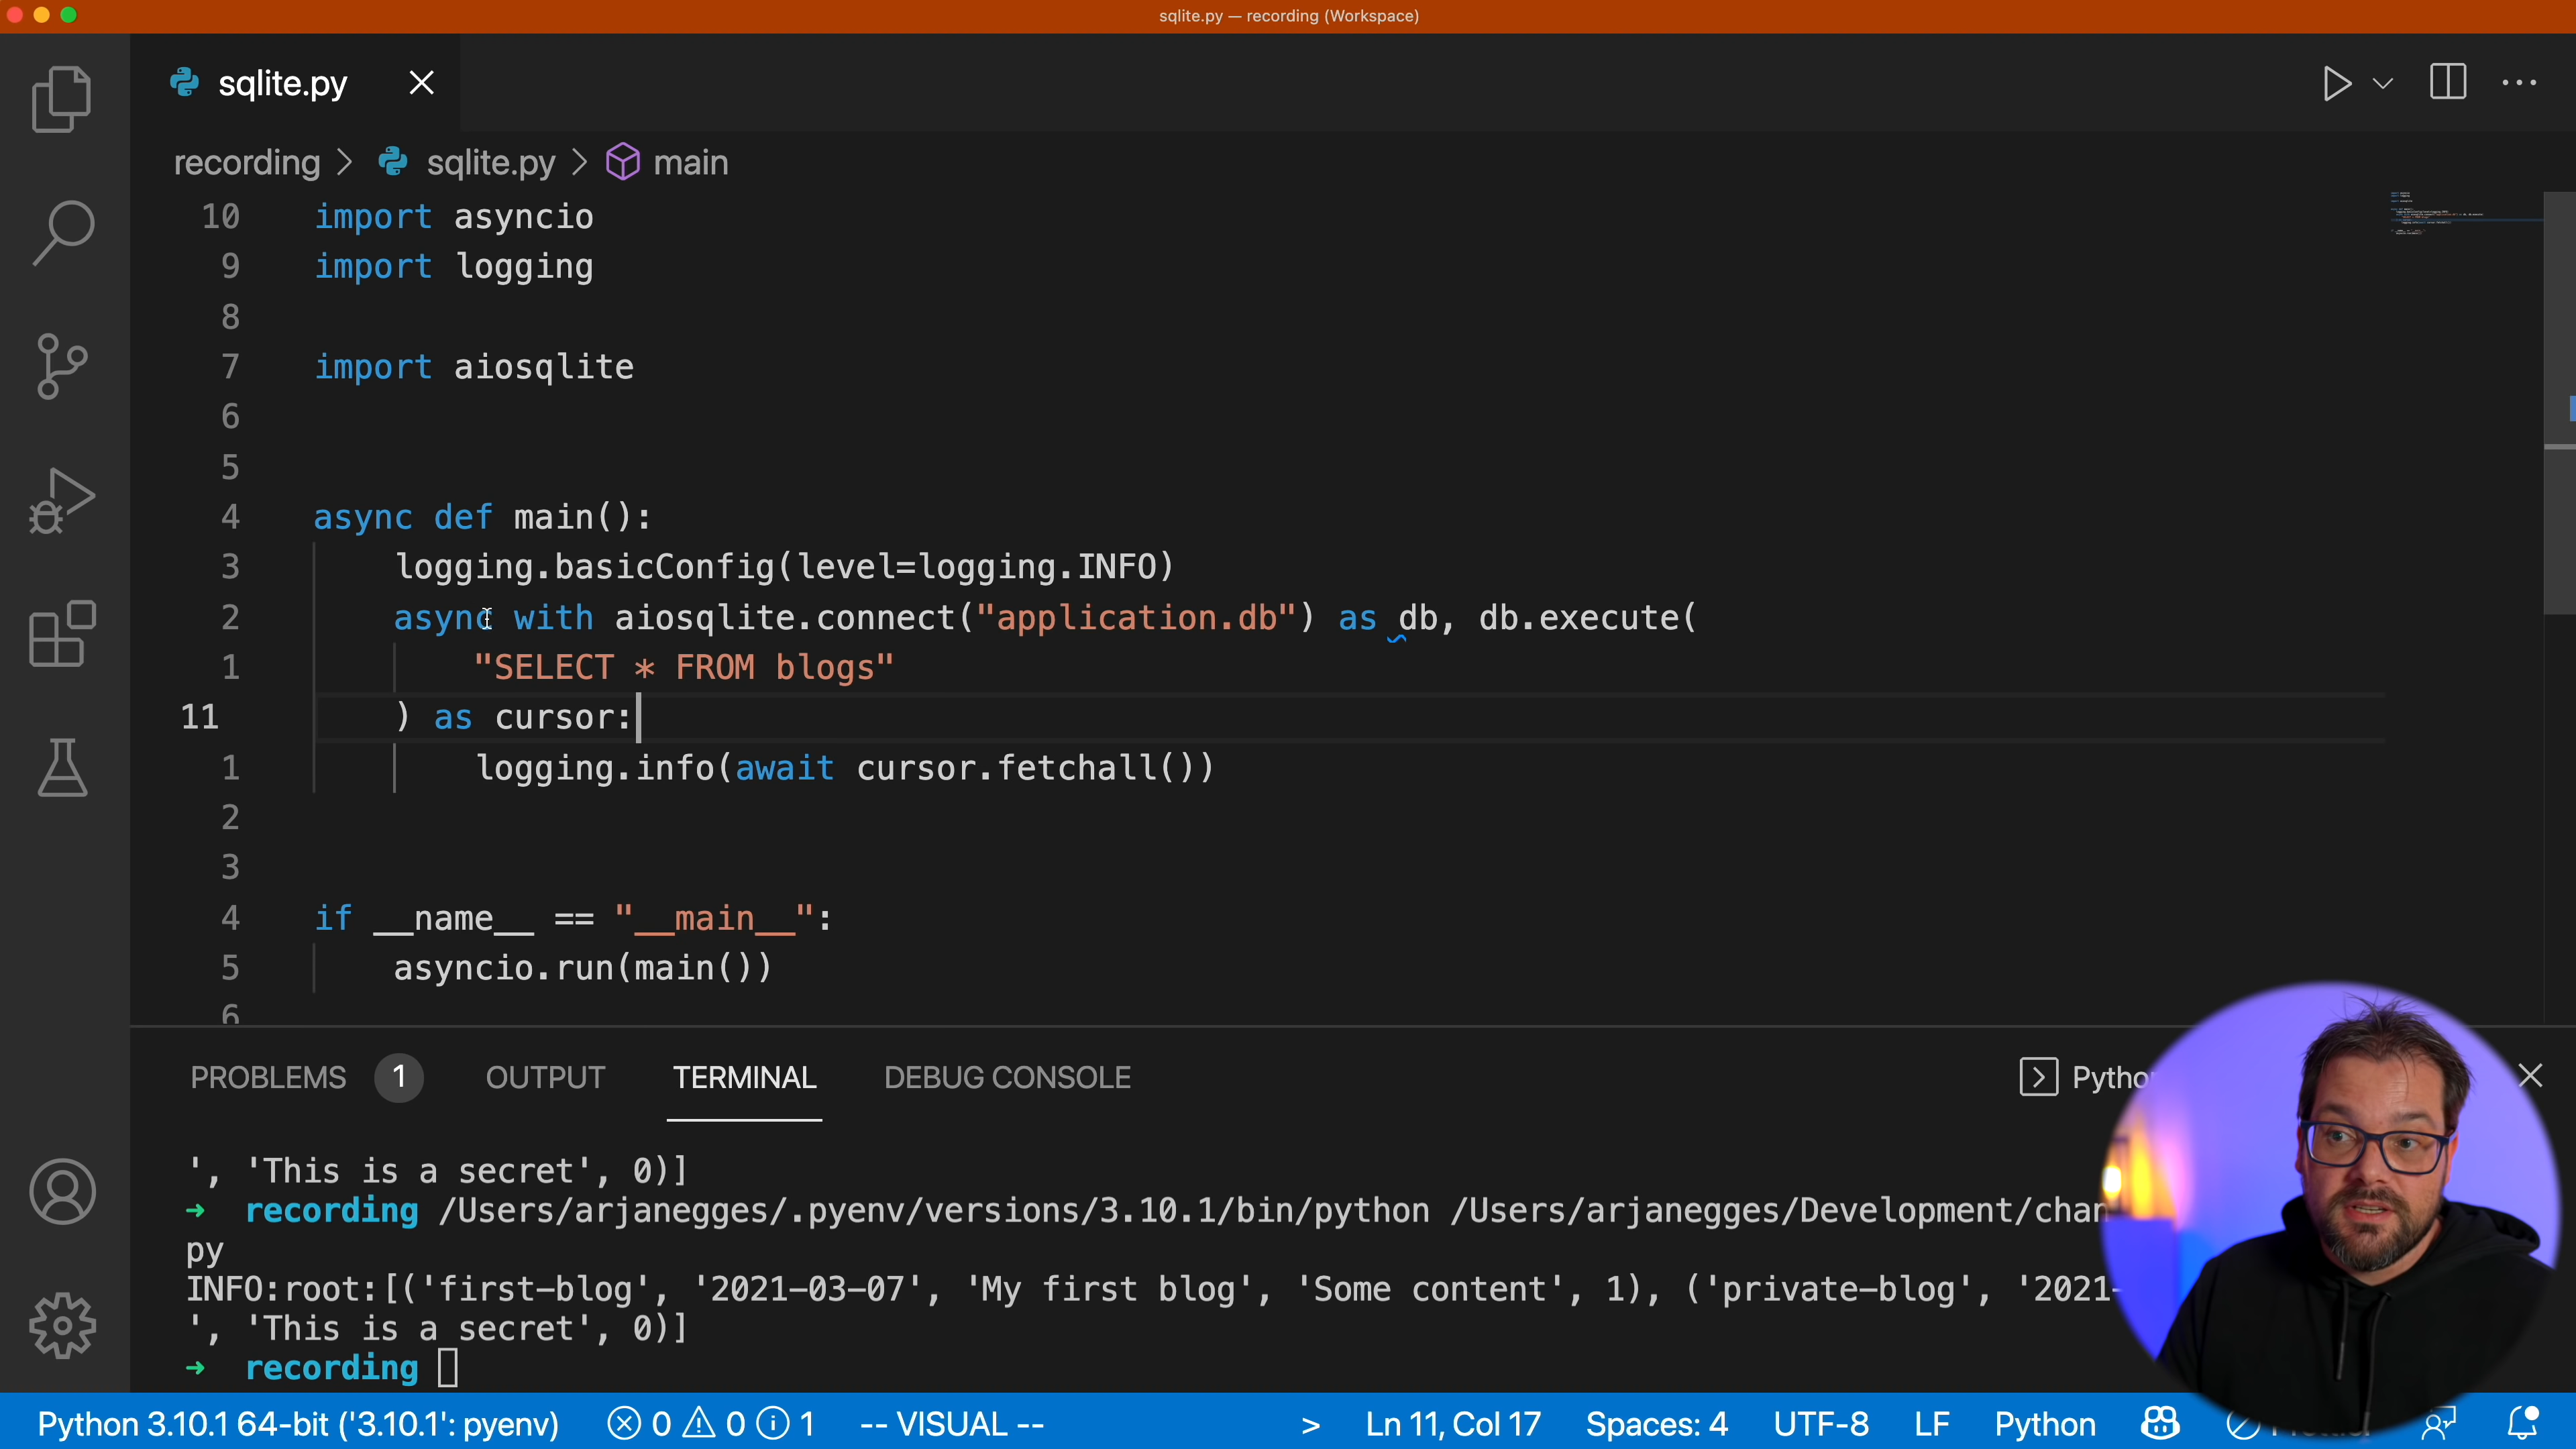 sqlite.py — recording (Workspace)
sqlite.py
recording > sqlite.py > main
10 import asyncio
9 import logging
8
7 import aiosqlite
6
5
4 async def main():
3 logging.basicConfig(level=logging.INFO)
2 async with aiosqlite.connect("application.db") as db, db.execute(
1 "SELECT * FROM blogs"
11 ) as cursor:
1 logging.info(await cursor.fetchall())
2
3
4 if __name__ == "__main__":
5 asyncio.run(main())
6
PROBLEMS 1 OUTPUT TERMINAL DEBUG CONSOLE
', 'This is a secret', 0)]
➜ recording /Users/arjanegges/.pyenv/versions/3.10.1/bin/python /Users/arjanegges/Development/chan
py
INFO:root:[('first-blog', '2021-03-07', 'My first blog', 'Some content', 1), ('private-blog', '2021-
', 'This is a secret', 0)]
➜ recording
Python 3.10.1 64-bit ('3.10.1': pyenv) 0 0 1 -- VISUAL -- > Ln 11, Col 17 Spaces: 4 UTF-8 LF Python